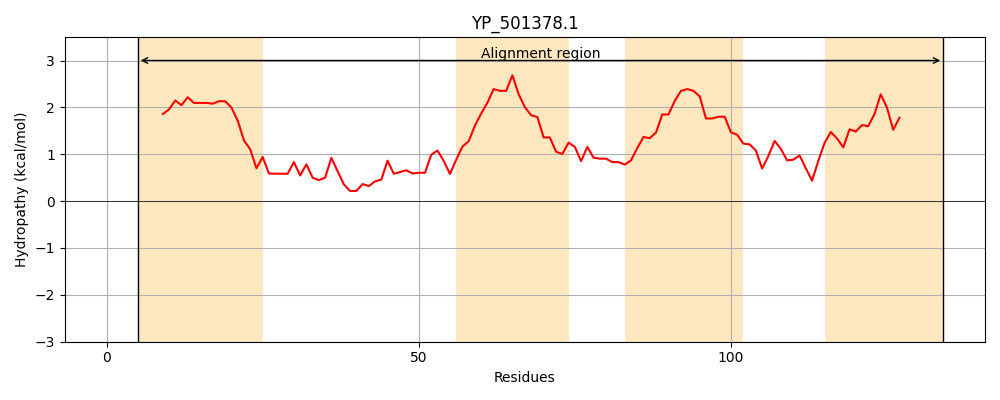 YP_501378.1
Alignment region
Hydropathy (kcal/mol)
3
2
1
0
−1
−2
−3
0
50
100
Residues